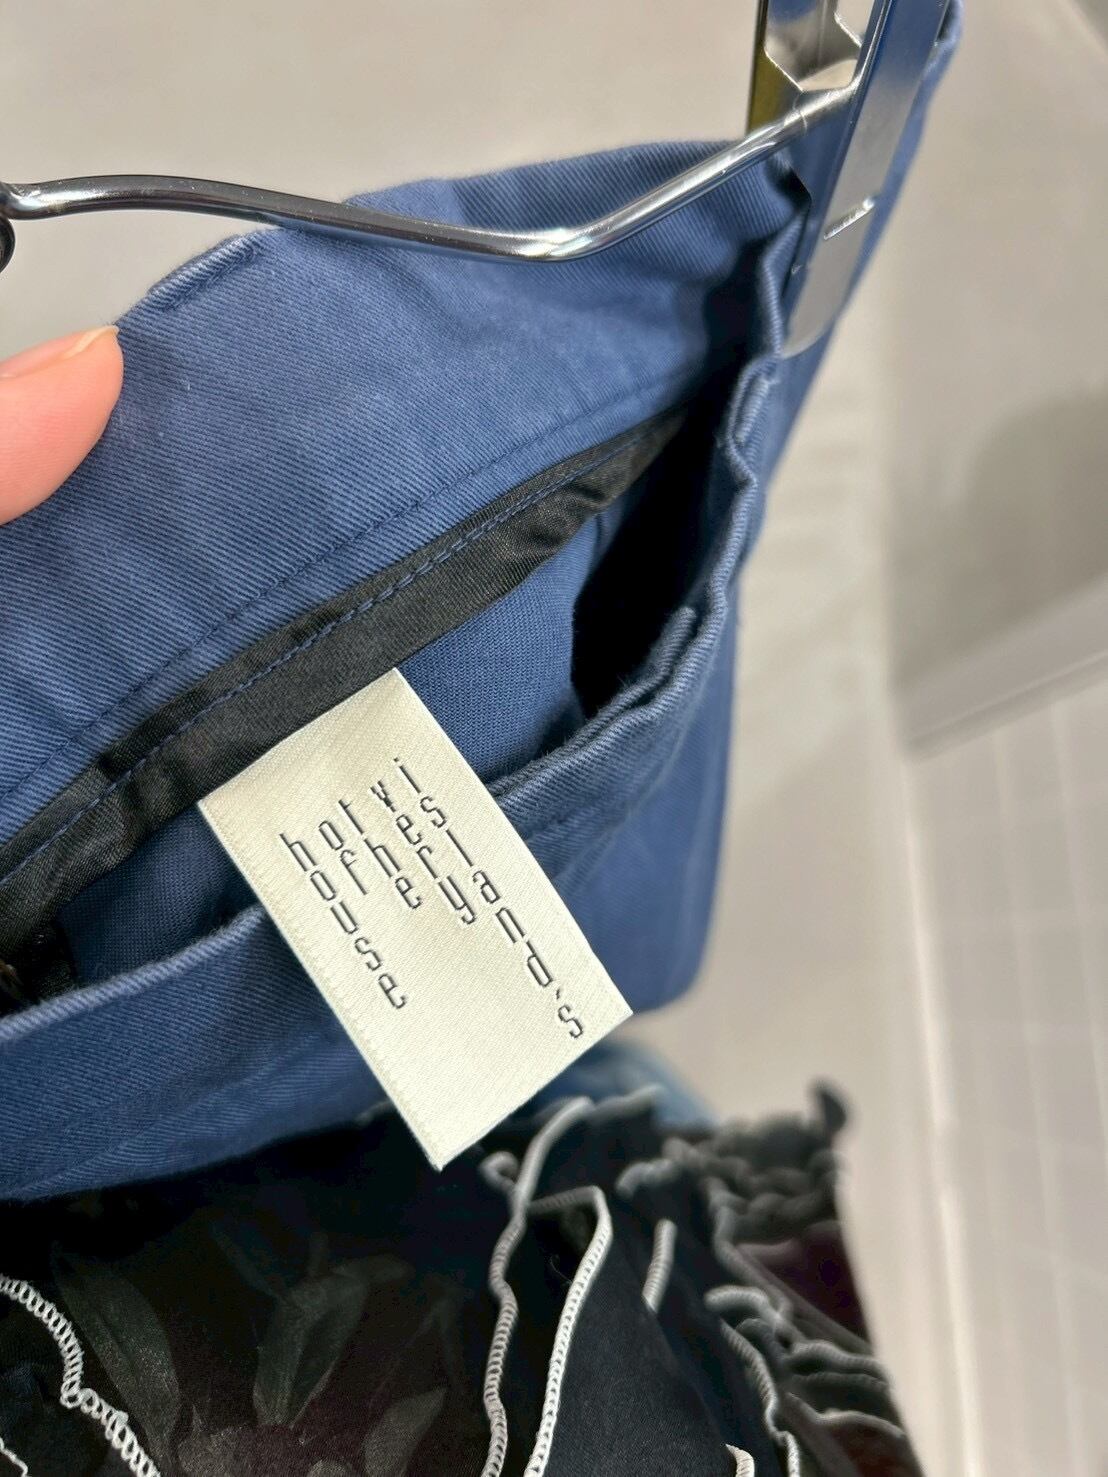 house
of
the
very
island's